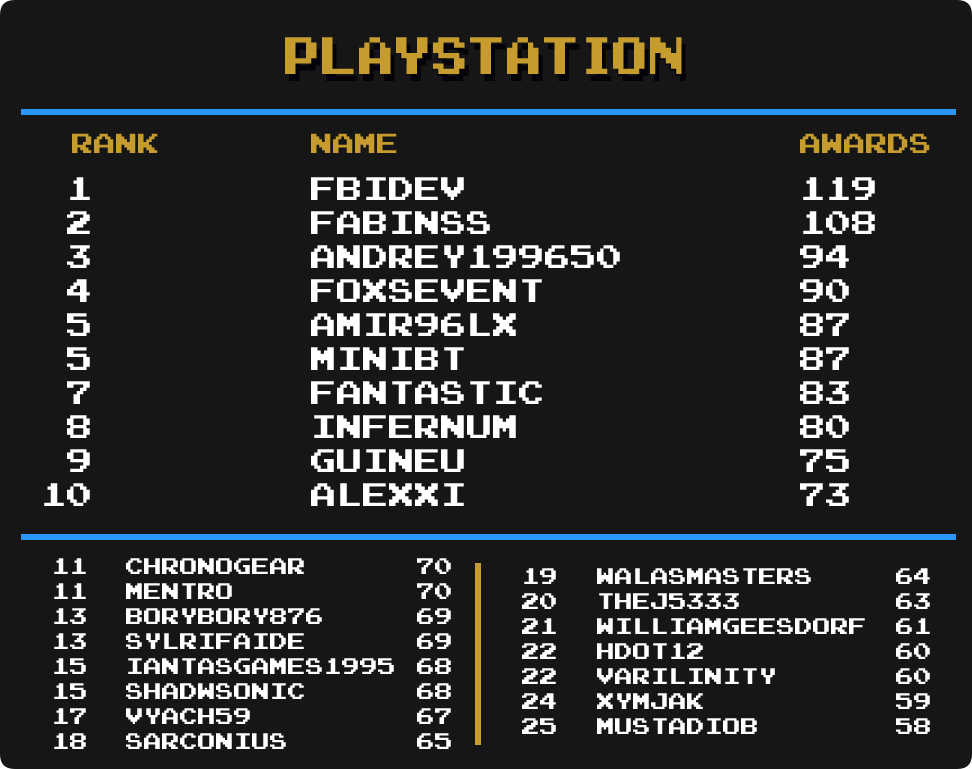 PLAYSTATION
RANK NAME AWARDS
1 FBIDEV 119
2 FABINSS 108
3 ANDREY199650 94
4 FOXSEVENT 90
5 AMIR96LX 87
5 MINIBT 87
7 FANTASTIC 83
8 INFERNUM 80
9 GUINEU 75
10 ALEXXI 73
11 CHRONOGEAR 70
11 MENTRO 70
13 BORYBORY876 69
13 SYLRIFAIDE 69
15 IANTASGAMES1995 68
15 SHADWSONIC 68
17 VYACH59 67
18 SARCONIUS 65
19 WALASMASTERS 64
20 THEJ5333 63
21 WILLIAMGEESDORF 61
22 HDOT12 60
22 VARILINITY 60
24 XYMJAK 59
25 MUSTADIOB 58